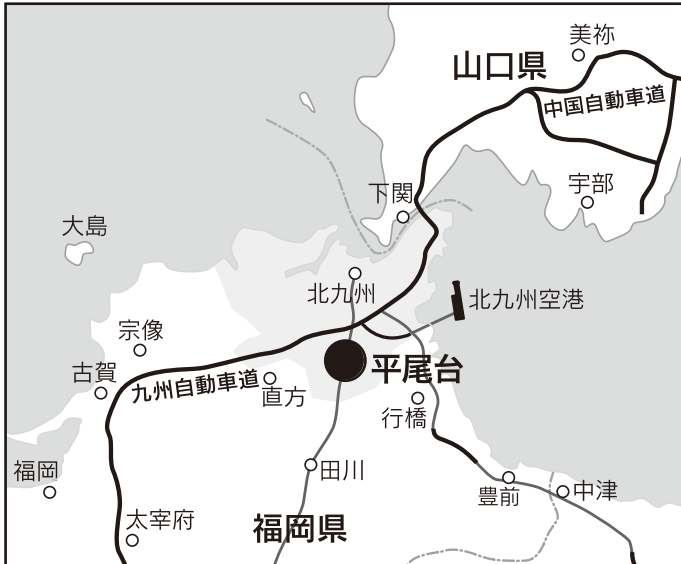 美祢
山口県
中国自動車道
下関
宇部
大島
北九州
北九州空港
宗像
古賀
九州自動車道
直方
平尾台
行橋
福岡
田川
豊前
中津
太宰府
福岡県